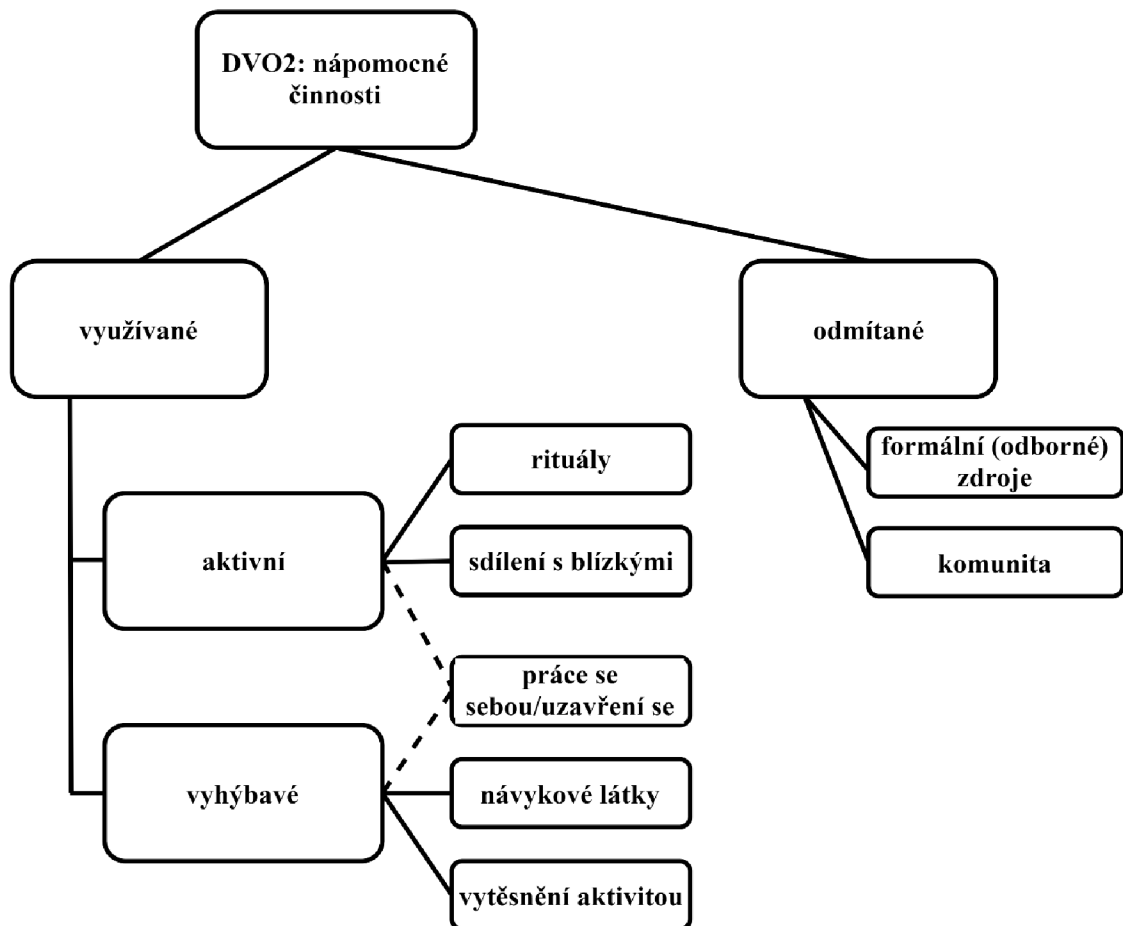 DVO2: nápomocné
činnosti
využívané
odmítané
rituály
formální (odborné)
zdroje
aktivní
sdílení s blízkými
komunita
práce se
sebou/uzavření se
vyhýbavé
návykové látky
vytěsnění aktivitou